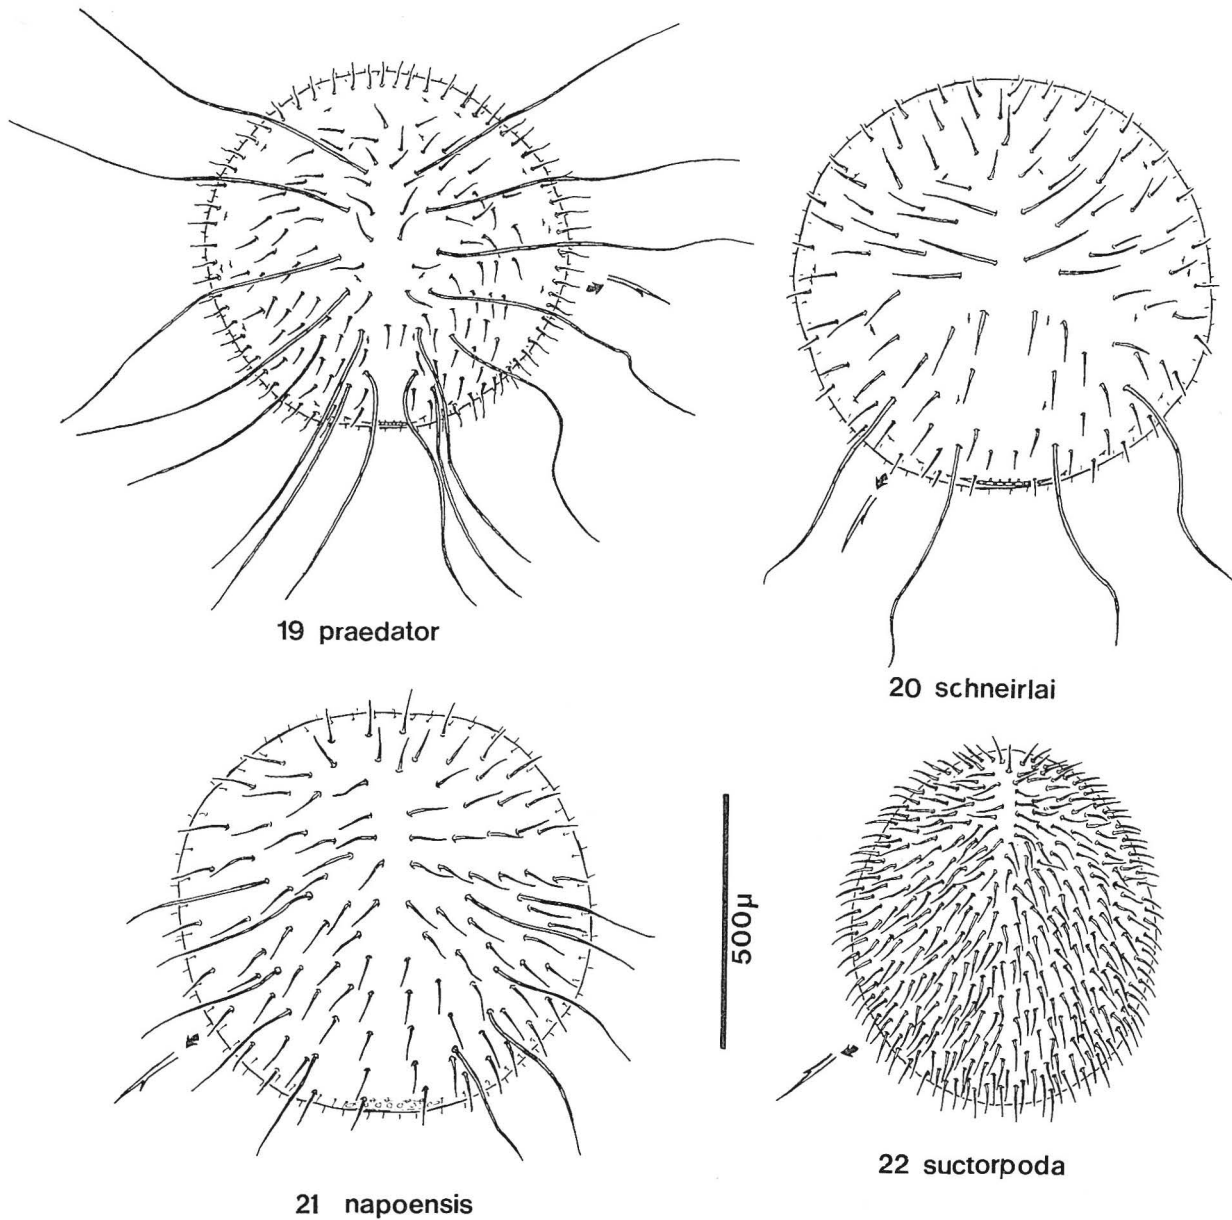 19 praedator
20 schneirlai
21 napoensis
500μ
22 suctorpoda